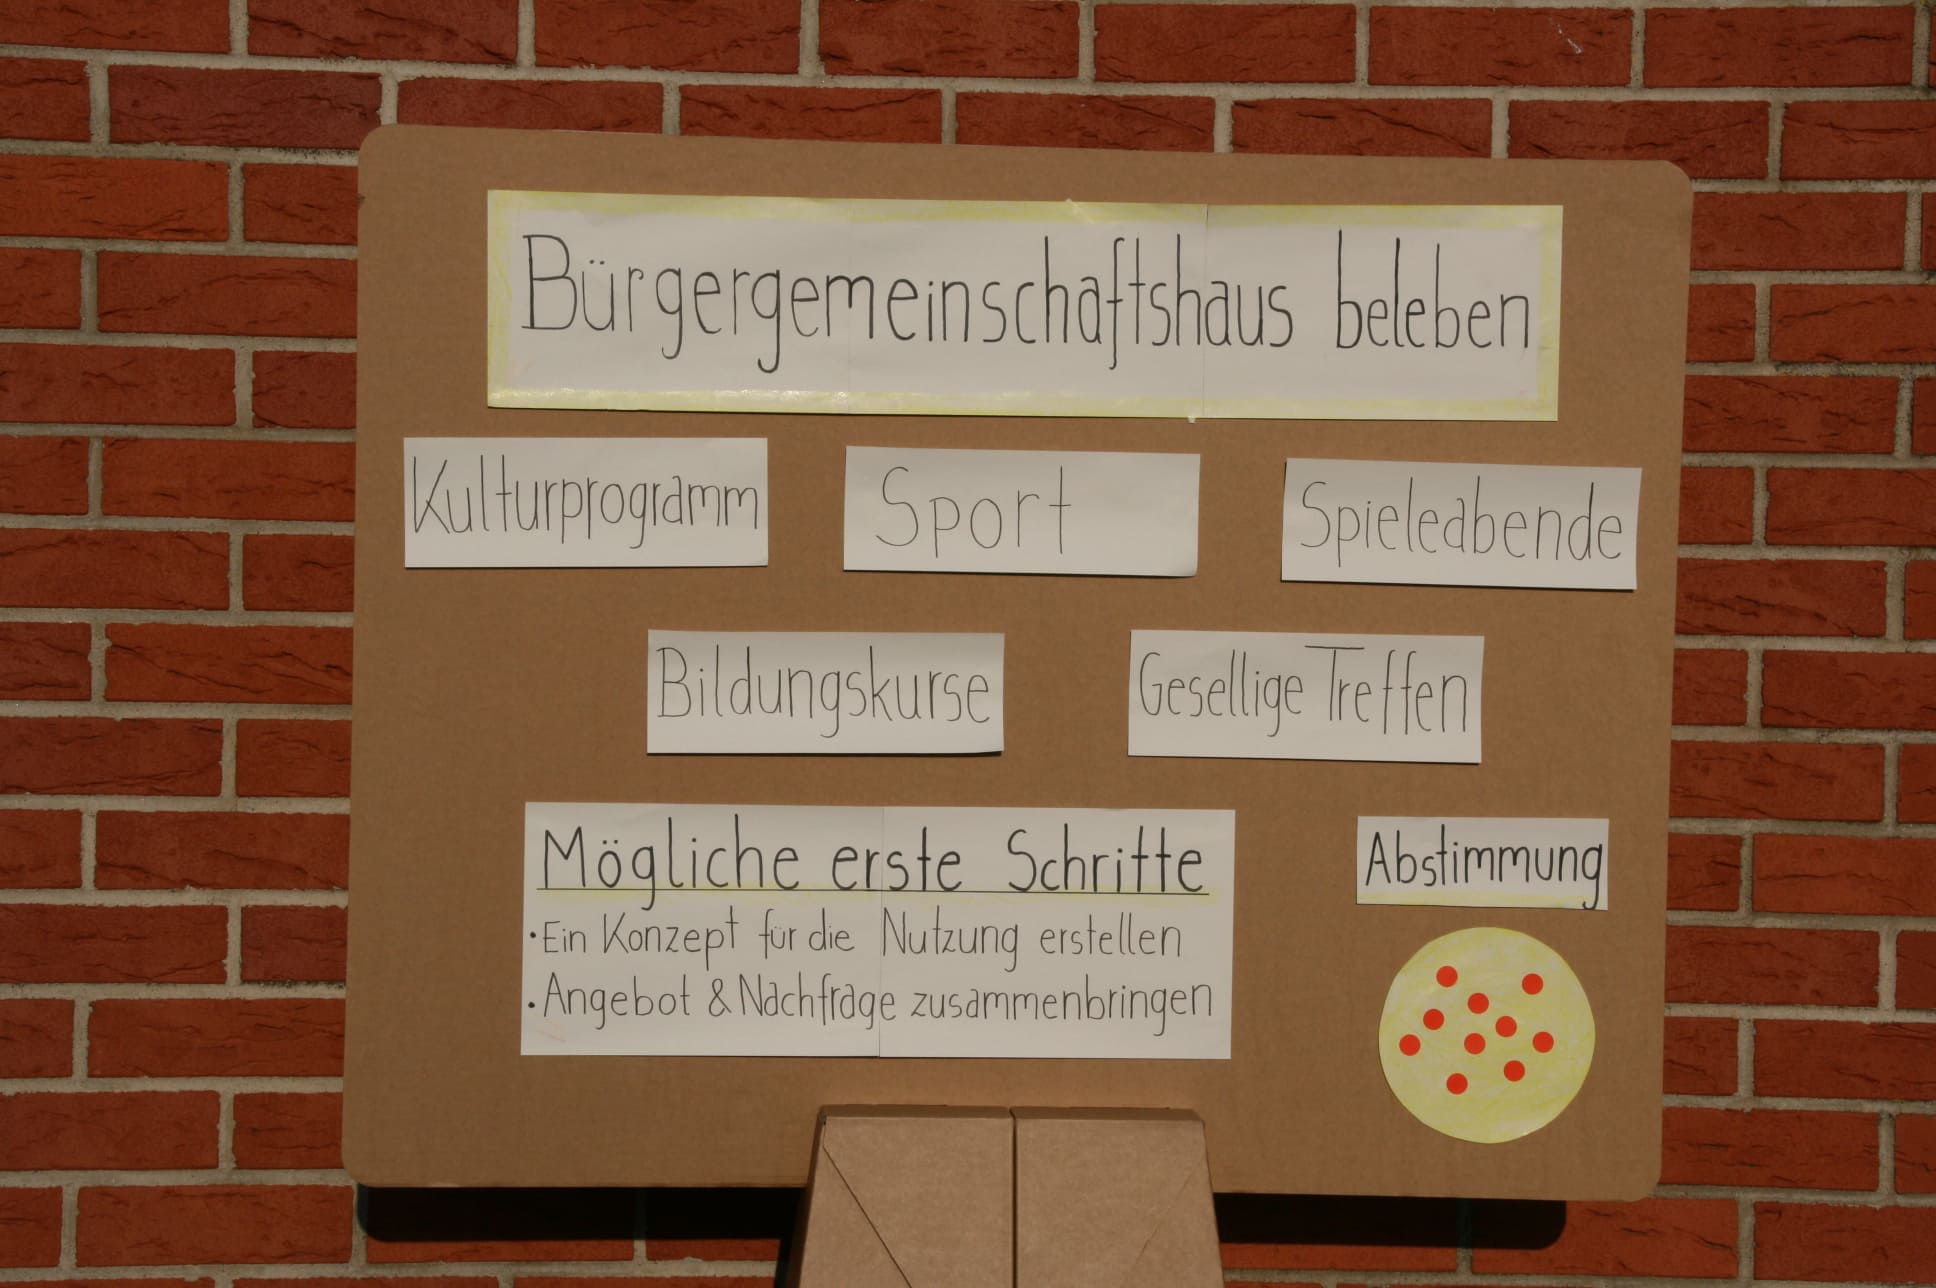 Bürgergemeinschaftshaus beleben
Kulturprogramm
Sport
Spieleabende
Bildungskurse
Gesellige Treffen
Mögliche erste Schritte
• Ein Konzept für die Nutzung erstellen
• Angebot & Nachfrage zusammenbringen
Abstimmung